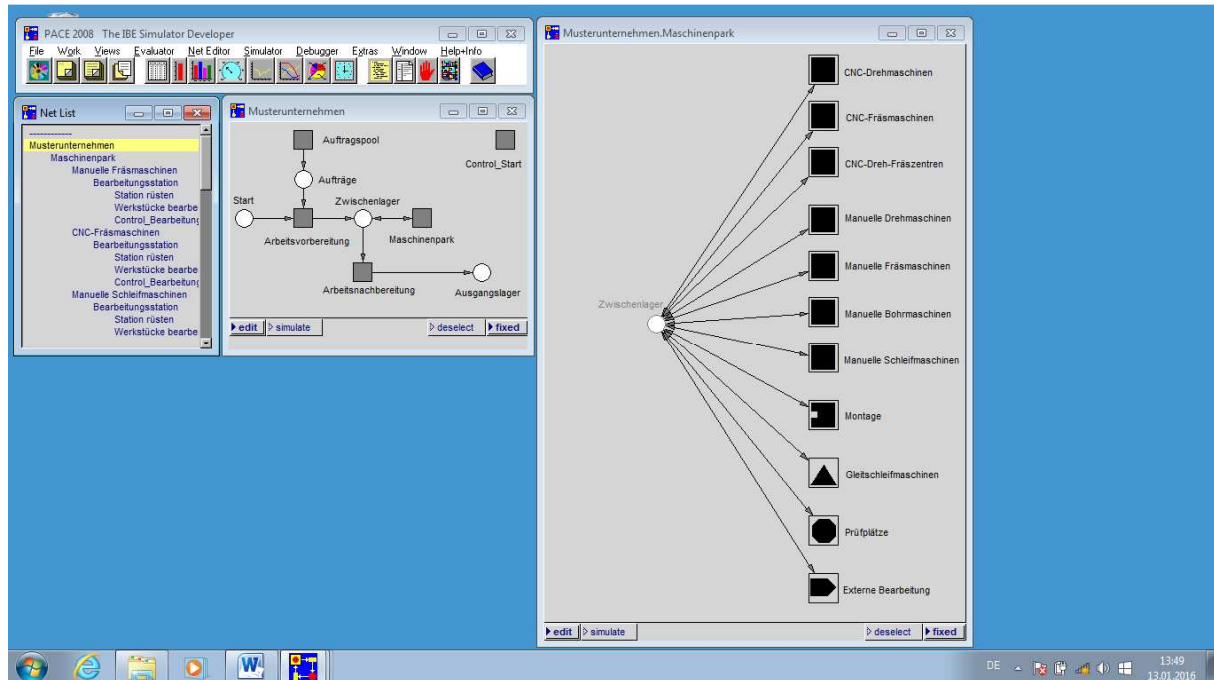 PACE 2008 The IBE Simulator Developer
File Work Views Evaluator Net Editor Simulator Debugger Extras Window Help+Info
Net List
------------
Musterunternehmen
Maschinenpark
Manuelle Fräsmaschinen
Bearbeitungsstation
Station rüsten
Werkstücke bearbe
Control_Bearbeitung
CNC-Fräsmaschinen
Bearbeitungsstation
Station rüsten
Werkstücke bearbe
Control_Bearbeitung
Manuelle Schleifmaschinen
Bearbeitungsstation
Station rüsten
Werkstücke bearbe
Musterunternehmen
Auftragspool
Control_Start
Aufträge
Start
Zwischenlager
Arbeitsvorbereitung
Maschinenpark
Arbeitsnachbereitung
Ausgangslager
edit simulate deselect fixed
Musterunternehmen.Maschinenpark
CNC-Drehmaschinen
CNC-Fräsmaschinen
CNC-Dreh-Fräszentren
Manuelle Drehmaschinen
Manuelle Fräsmaschinen
Zwischenlager
Manuelle Bohrmaschinen
Manuelle Schleifmaschinen
Montage
Gleitschleifmaschinen
Prüfplätze
Externe Bearbeitung
edit simulate deselect fixed
W
DE
13:49
13.01.2016